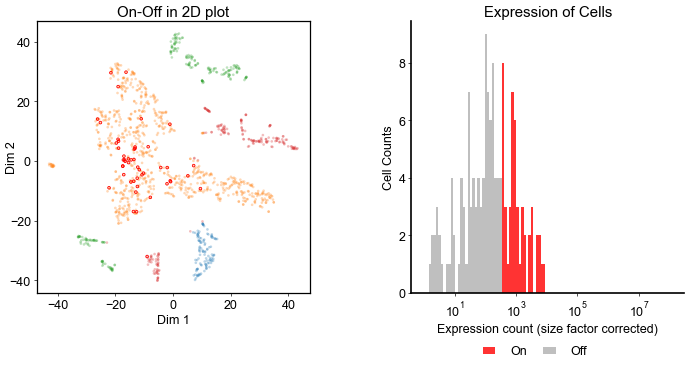 On-Off in 2D plot
Dim 2
40
20
0
−20
−40
−40 −20 0 20 40
Dim 1
Expression of Cells
Cell Counts
8
6
4
2
0
10^1 10^3 10^5 10^7
Expression count (size factor corrected)
On Off